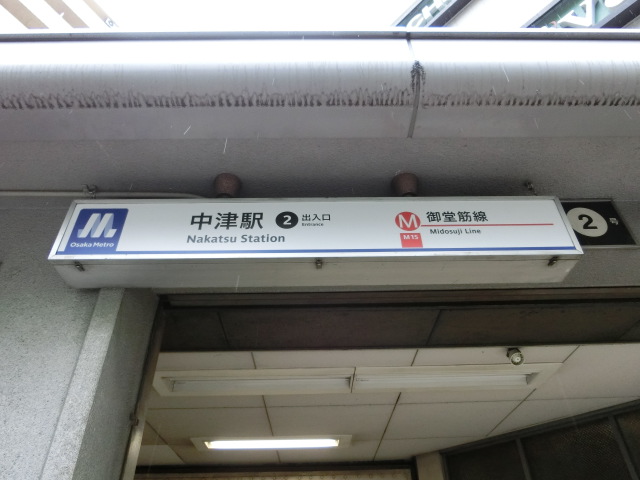 Osaka Metro
中津駅 2 出入口
Entrance
Nakatsu Station
M 御堂筋線
M15 Midosuji Line
2